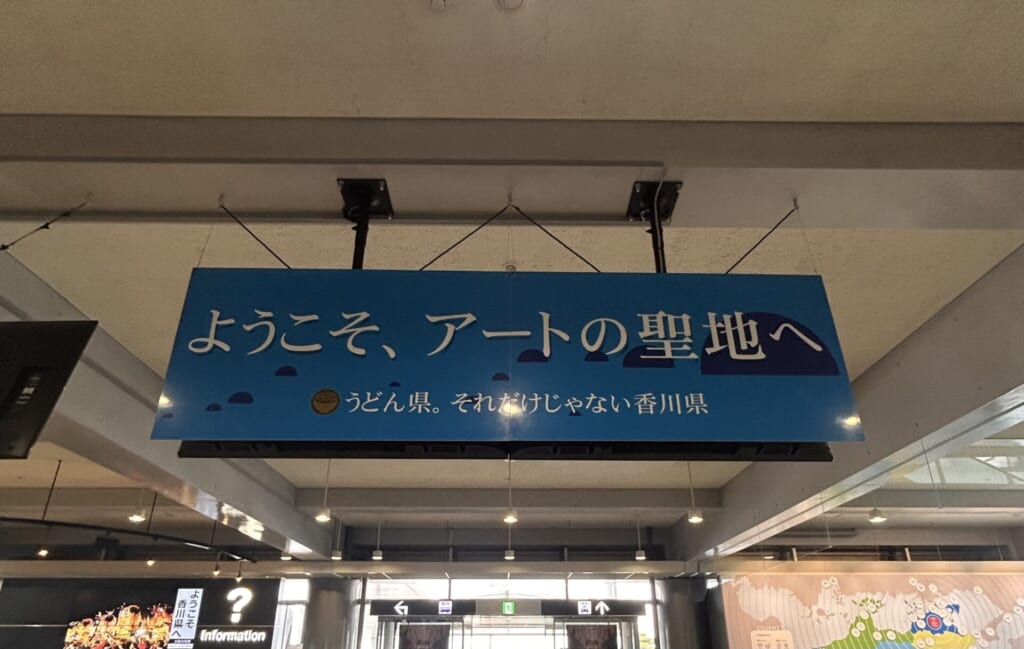 ようこそ、アートの聖地へ
うどん県。それだけじゃない香川県
ようこそ
香川県へ
?
Information